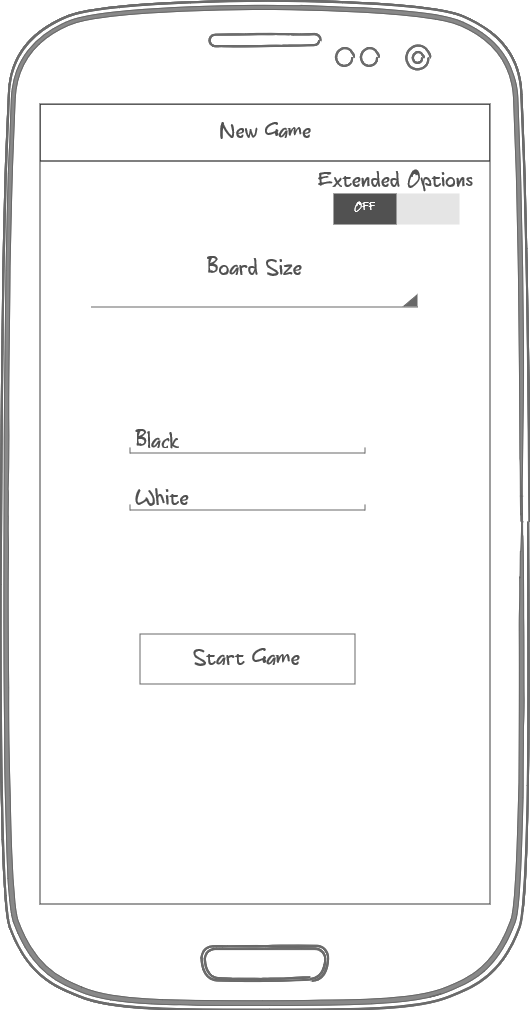 New Game
Extended Options
OFF
Board Size
Black
White
Start Game